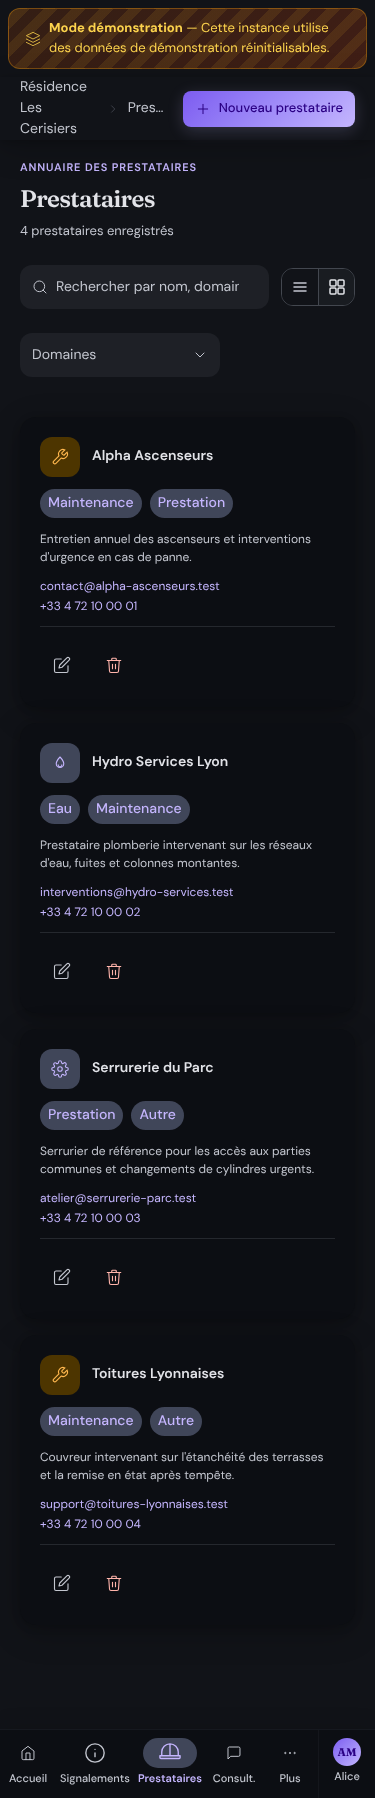 Mode démonstration — Cette instance utilise
des données de démonstration réinitialisables.
Résidence
Les
Cerisiers
Pres…
Nouveau prestataire
ANNUAIRE DES PRESTATAIRES
Prestataires
4 prestataires enregistrés
Rechercher par nom, domain
Domaines
Alpha Ascenseurs
Maintenance Prestation
Entretien annuel des ascenseurs et interventions
d'urgence en cas de panne.
contact@alpha-ascenseurs.test
+33 4 72 10 00 01
Hydro Services Lyon
Eau Maintenance
Prestataire plomberie intervenant sur les réseaux
d'eau, fuites et colonnes montantes.
interventions@hydro-services.test
+33 4 72 10 00 02
Serrurerie du Parc
Prestation Autre
Serrurier de référence pour les accès aux parties
communes et changements de cylindres urgents.
atelier@serrurerie-parc.test
+33 4 72 10 00 03
Toitures Lyonnaises
Maintenance Autre
Couvreur intervenant sur l'étanchéité des terrasses
et la remise en état après tempête.
support@toitures-lyonnaises.test
+33 4 72 10 00 04
AM
Accueil Signalements Prestataires Consult. Plus Alice